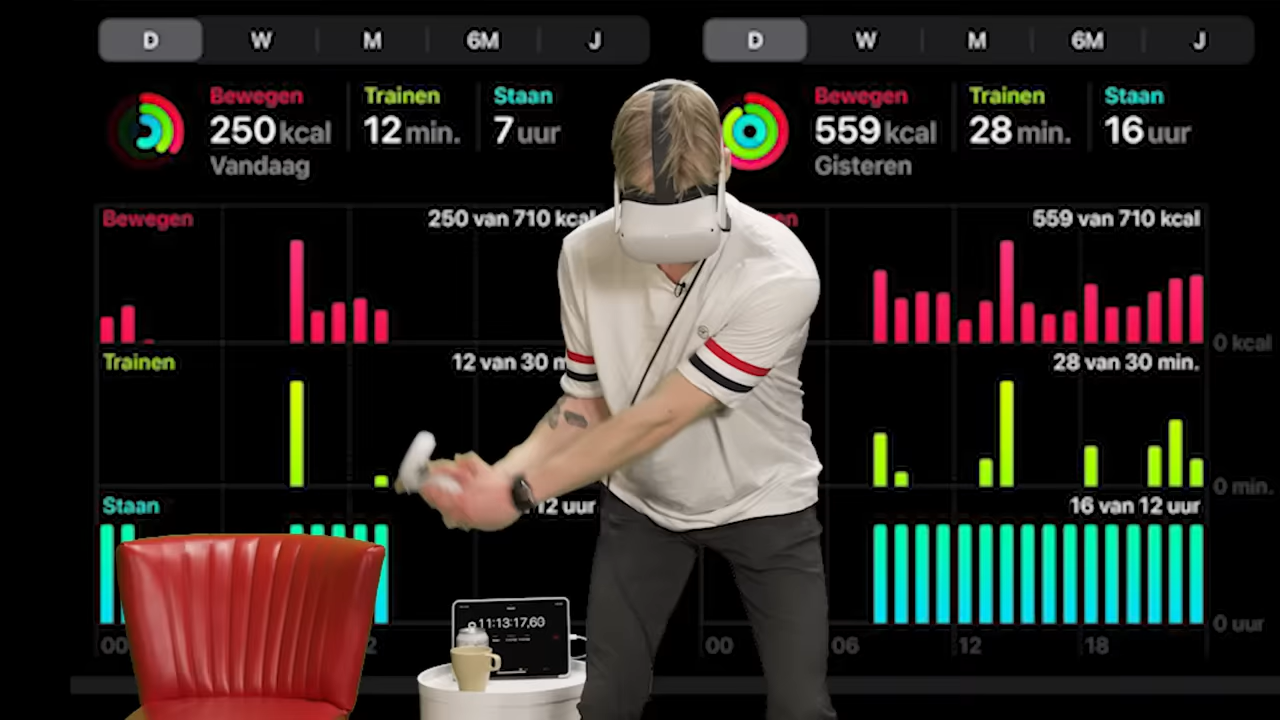 D W M 6M J
Bewegen Trainen Staan
250 kcal 12 min. 7 uur
Vandaag
Bewegen 250 van 710 kcal
Trainen 12 van 30
Staan 12 uur
00
D W M 6M J
Bewegen Trainen Staan
559 kcal 28 min. 16 uur
Gisteren
559 van 710 kcal
0 kcal
28 van 30 min.
0 min.
16 van 12 uur
0 uur
00 06 12 18
11:13:17,60